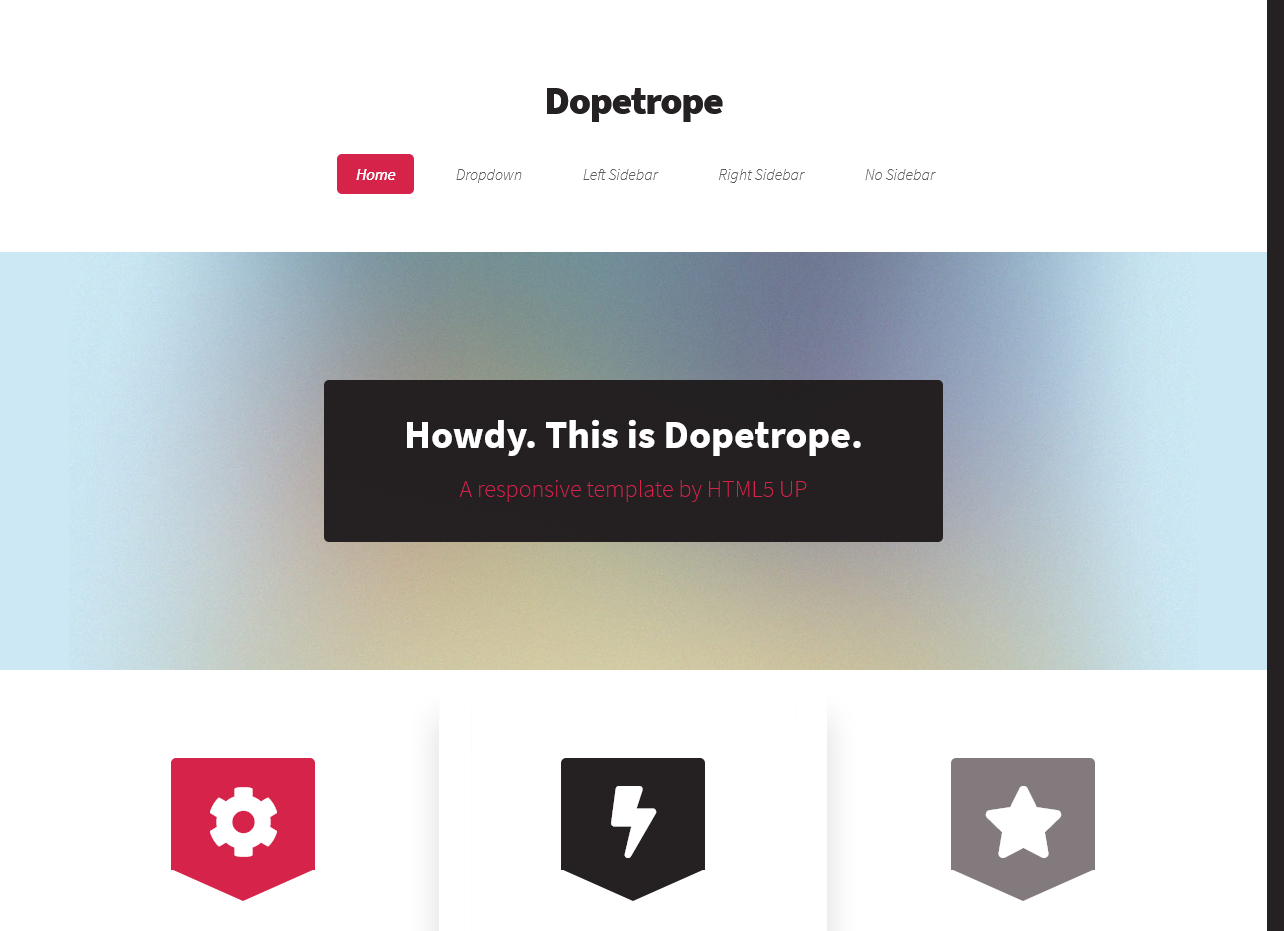 Dopetrope
Home Dropdown Left Sidebar Right Sidebar No Sidebar
Howdy. This is Dopetrope.
A responsive template by HTML5 UP